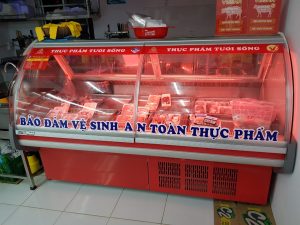 THỰC PHẨM TƯƠI SỐNG THỰC PHẨM TƯƠI SỐNG
BẢO ĐẢM VỆ SINH AN TOÀN THỰC PHẨM